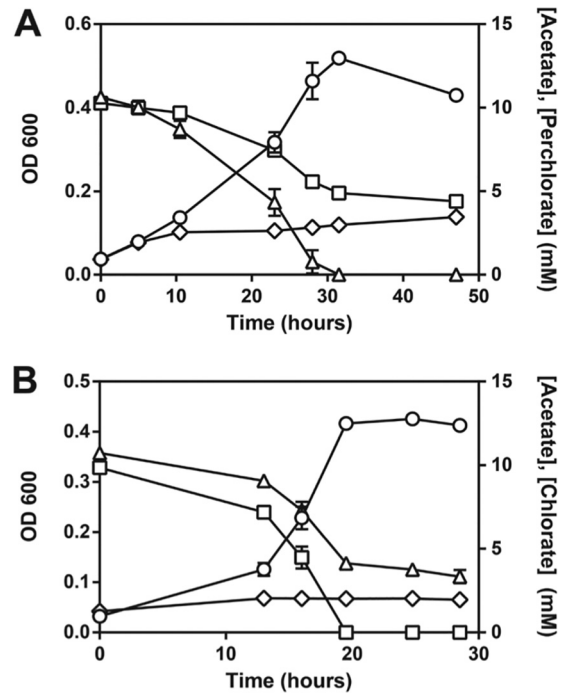 A
0.6
0.4
0.2
0.0
OD 600
15
10
5
0
[Acetate], [Perchlorate] (mM)
0 10 20 30 40 50
Time (hours)
B
0.5
0.4
0.3
0.2
0.1
0.0
OD 600
15
10
5
0
[Acetate], [Chlorate] (mM)
0 10 20 30
Time (hours)